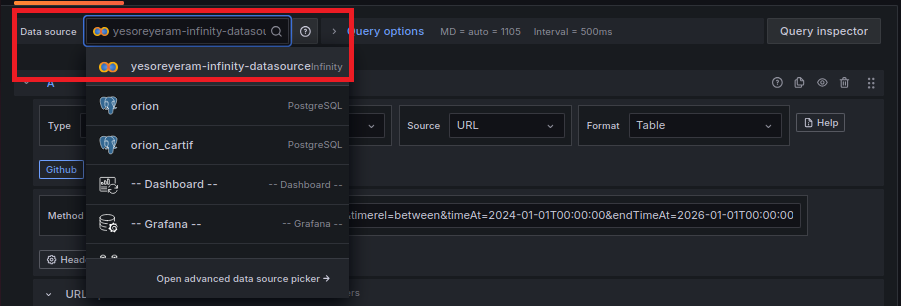 Data source yesoreyeram-infinity-datasou Query options MD = auto = 1105 Interval = 500ms Query inspector
yesoreyeram-infinity-datasource Infinity
A
orion PostgreSQL
Type Source URL Format Table Help
orion_cartif PostgreSQL
Github
-- Dashboard -- -- Dashboard --
Method &timerel=between&timeAt=2024-01-01T00:00:00&endTimeAt=2026-01-01T00:00:00
-- Grafana -- -- Grafana --
Heade
Open advanced data source picker →
URL